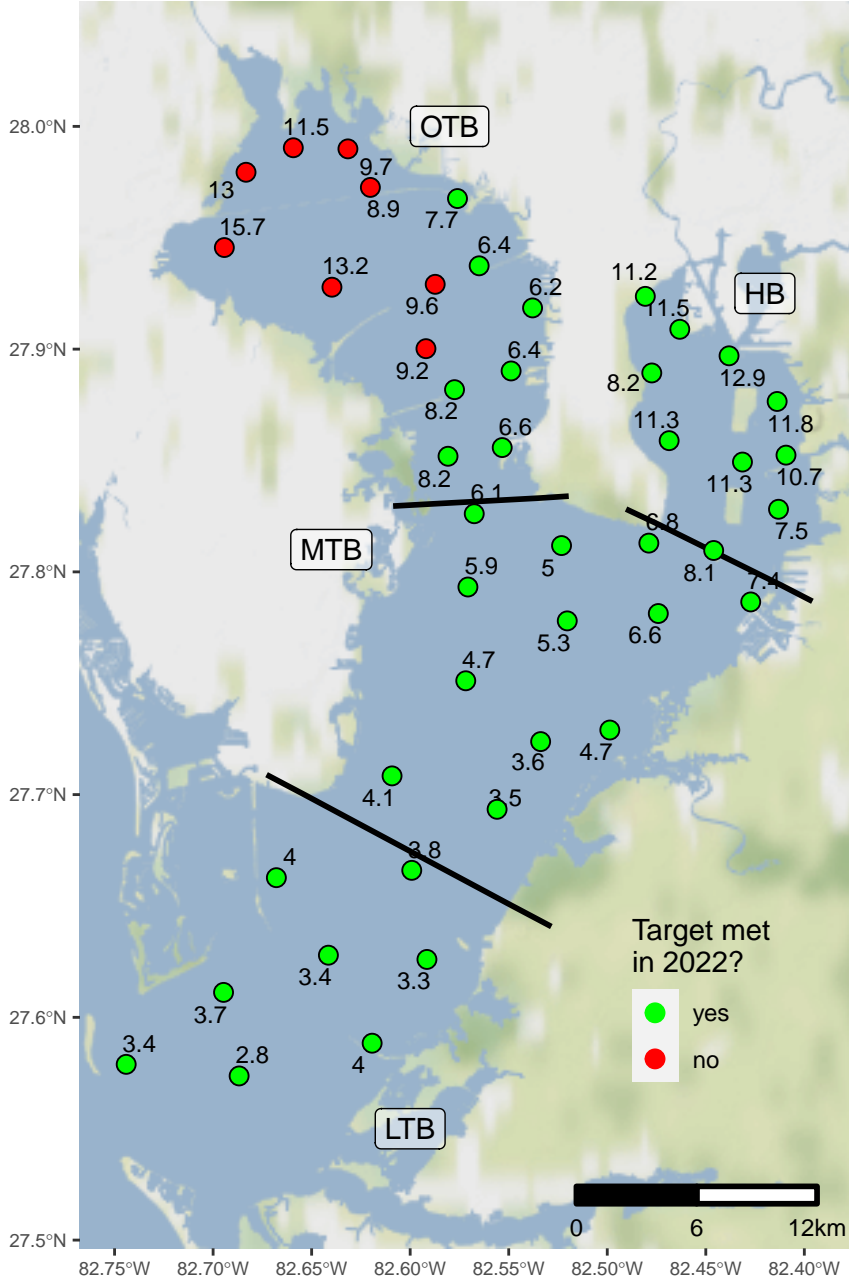 28.0°N
27.9°N
27.8°N
27.7°N
27.6°N
27.5°N
OTB
11.5
9.7
13
8.9
7.7
15.7
6.4
13.2
9.6
6.2
11.2
HB
11.5
9.2
6.4
12.9
8.2
8.2
11.8
11.3
6.6
8.2
11.3
10.7
6.1
7.5
6.8
MTB
5
8.1
5.9
7.4
5.3
6.6
4.7
3.6
4.7
4.1
3.5
3.8
4
3.4
3.3
3.7
3.4
2.8
4
LTB
Target met
in 2022?
yes
no
0 6 12km
82.75°W 82.70°W 82.65°W 82.60°W 82.55°W 82.50°W 82.45°W 82.40°W